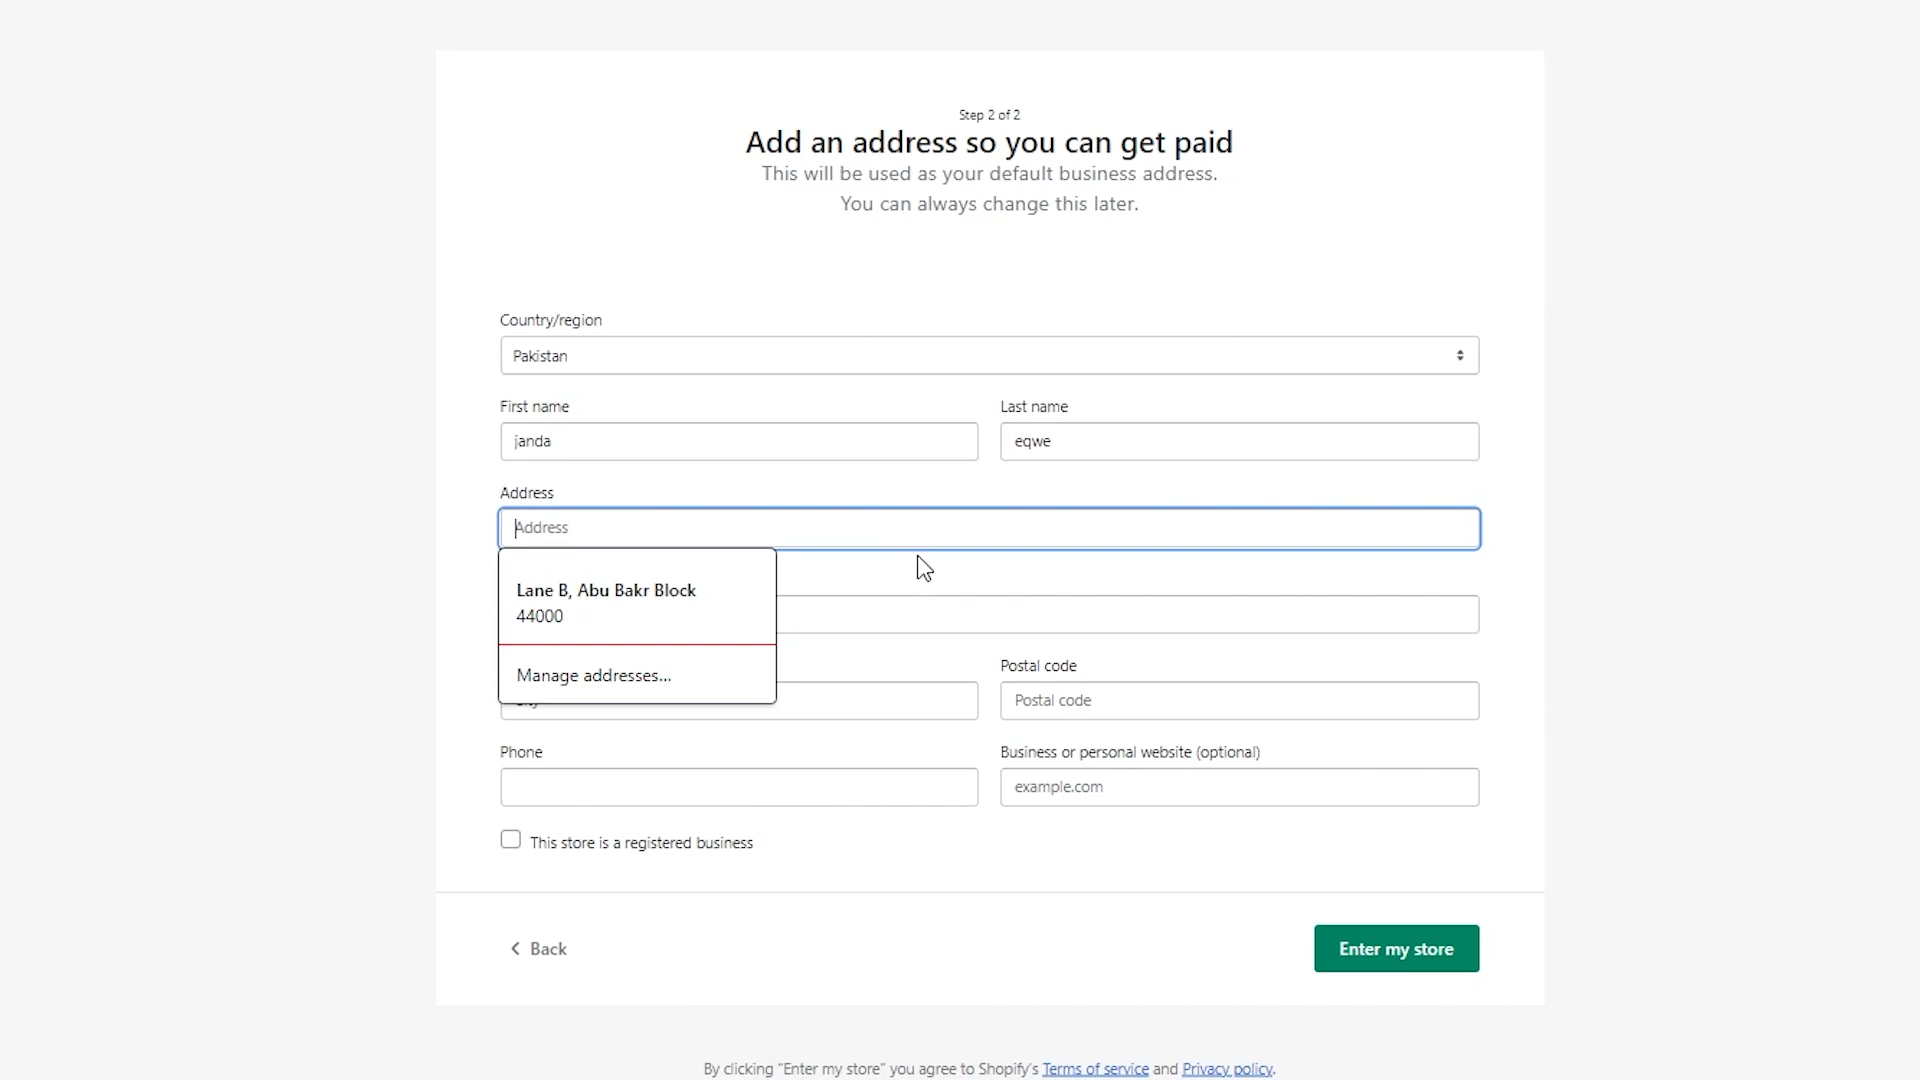 Step 2 of 2
Add an address so you can get paid
This will be used as your default business address.
You can always change this later.
Country/region
Pakistan
First name
Last name
janda
eqwe
Address
Address
Lane B, Abu Bakr Block
44000
Manage addresses...
Postal code
Postal code
Phone
Business or personal website (optional)
example.com
This store is a registered business
Back
Enter my store
By clicking "Enter my store" you agree to Shopify's Terms of service and Privacy policy.